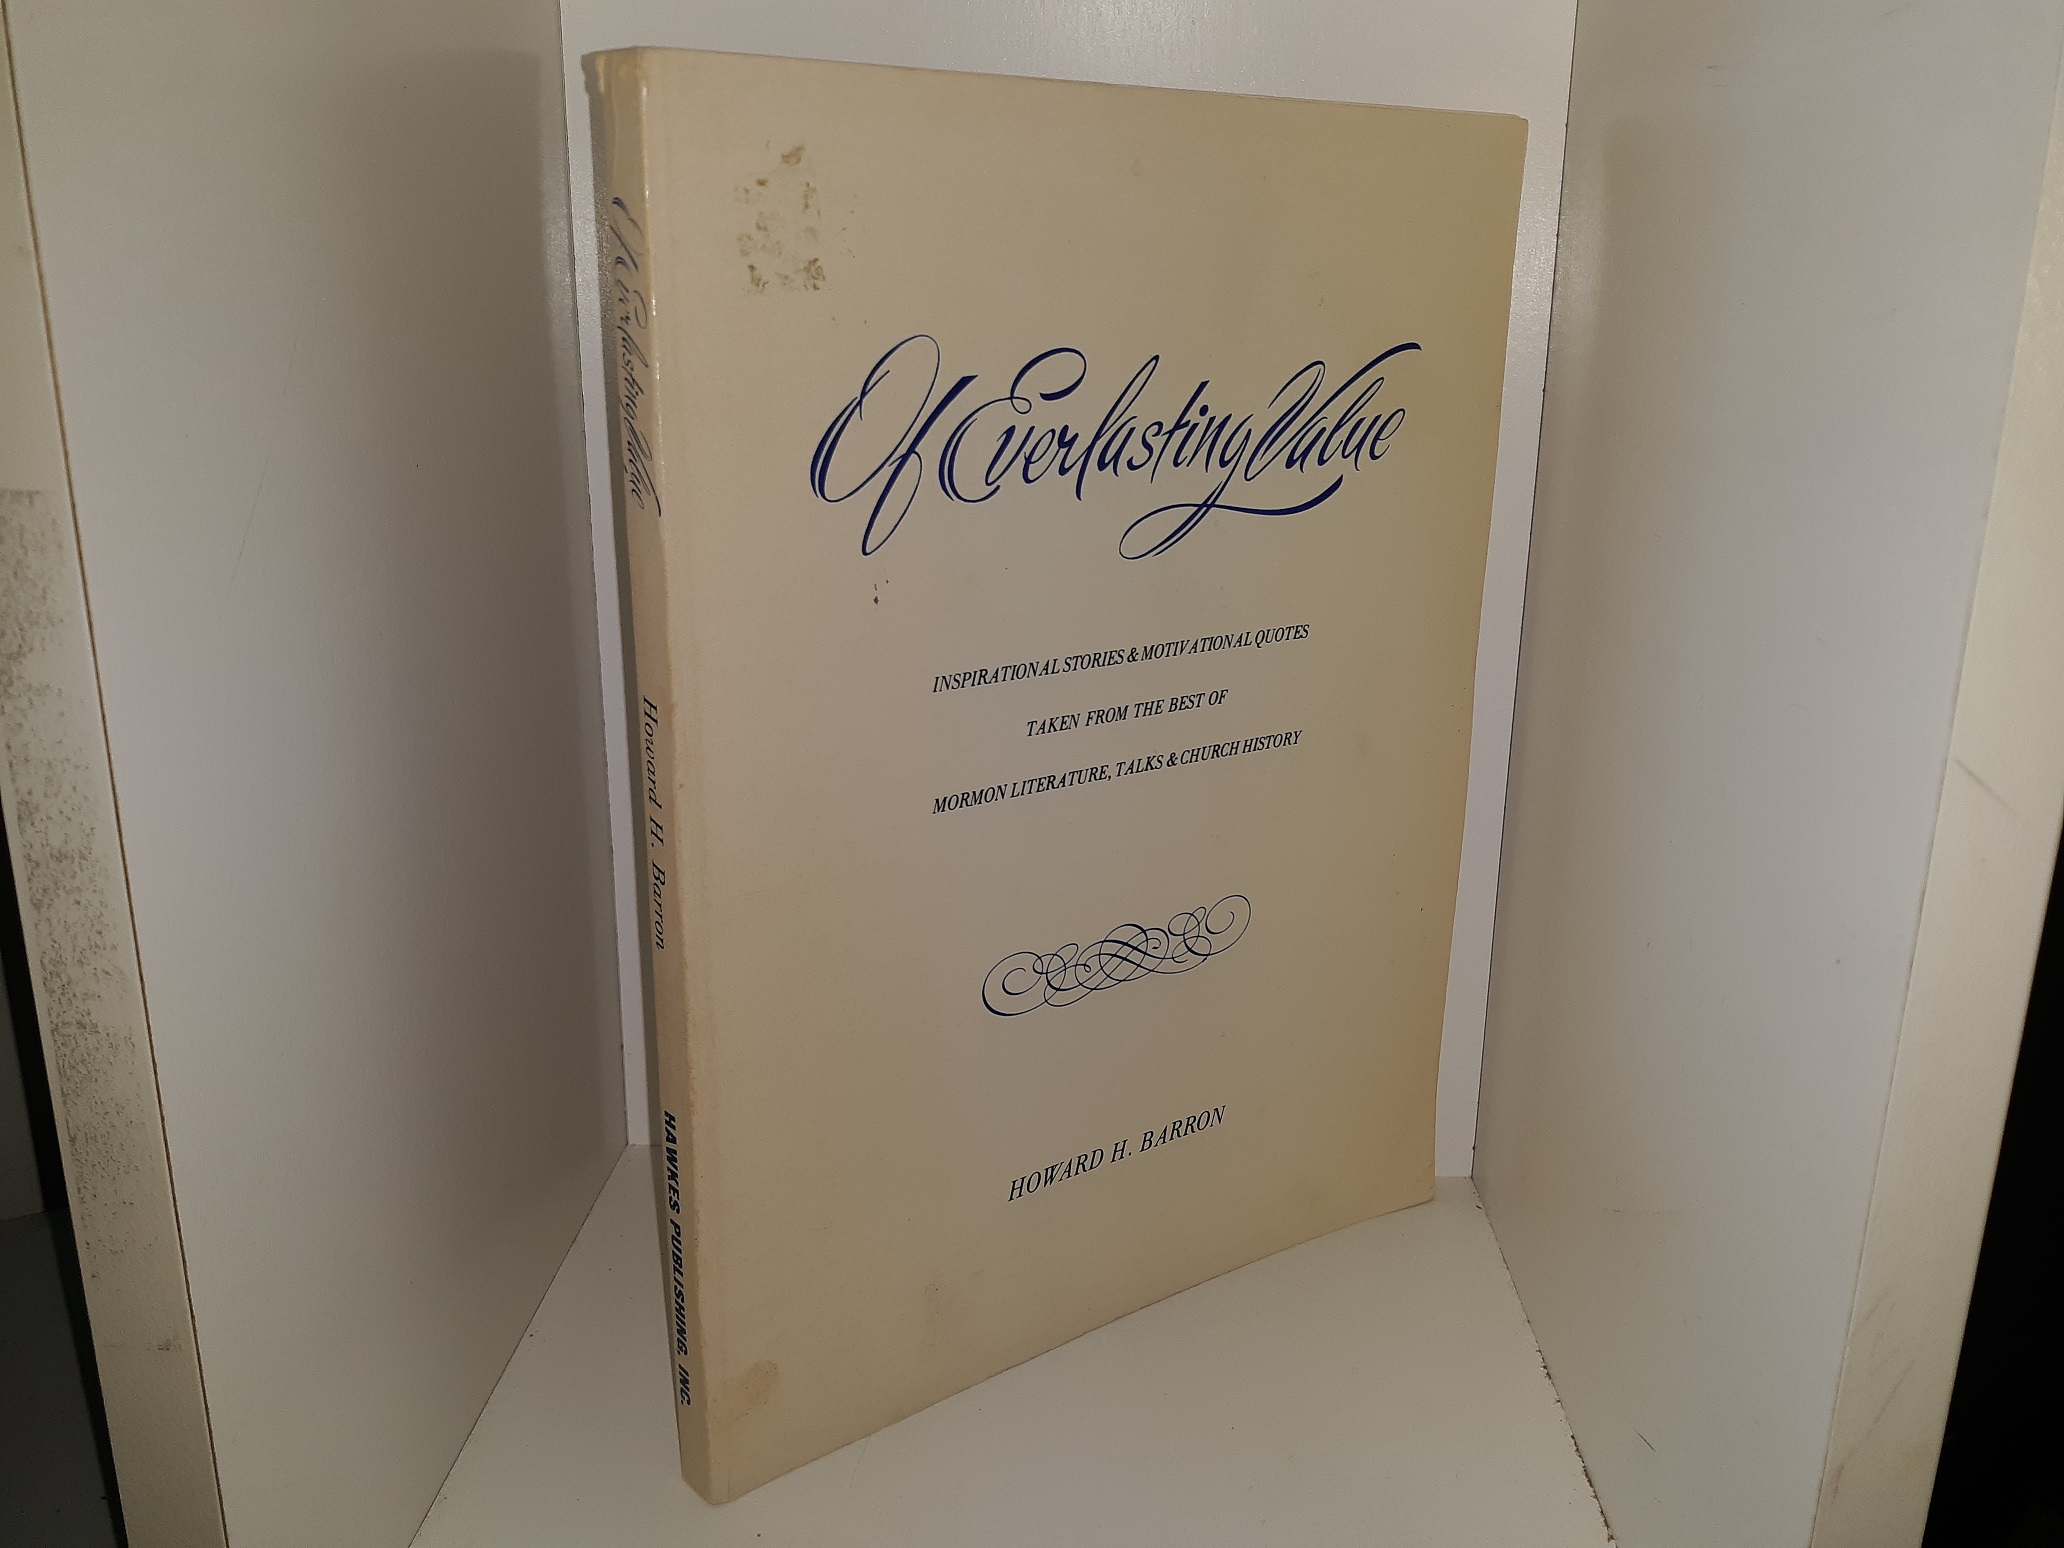 Of Everlasting Value
INSPIRATIONAL STORIES & MOTIVATIONAL QUOTES
TAKEN FROM THE BEST OF
MORMON LITERATURE, TALKS & CHURCH HISTORY
HOWARD H. BARRON
Of Everlasting Value
Howard H. Barron
HAWKES PUBLISHING, INC.